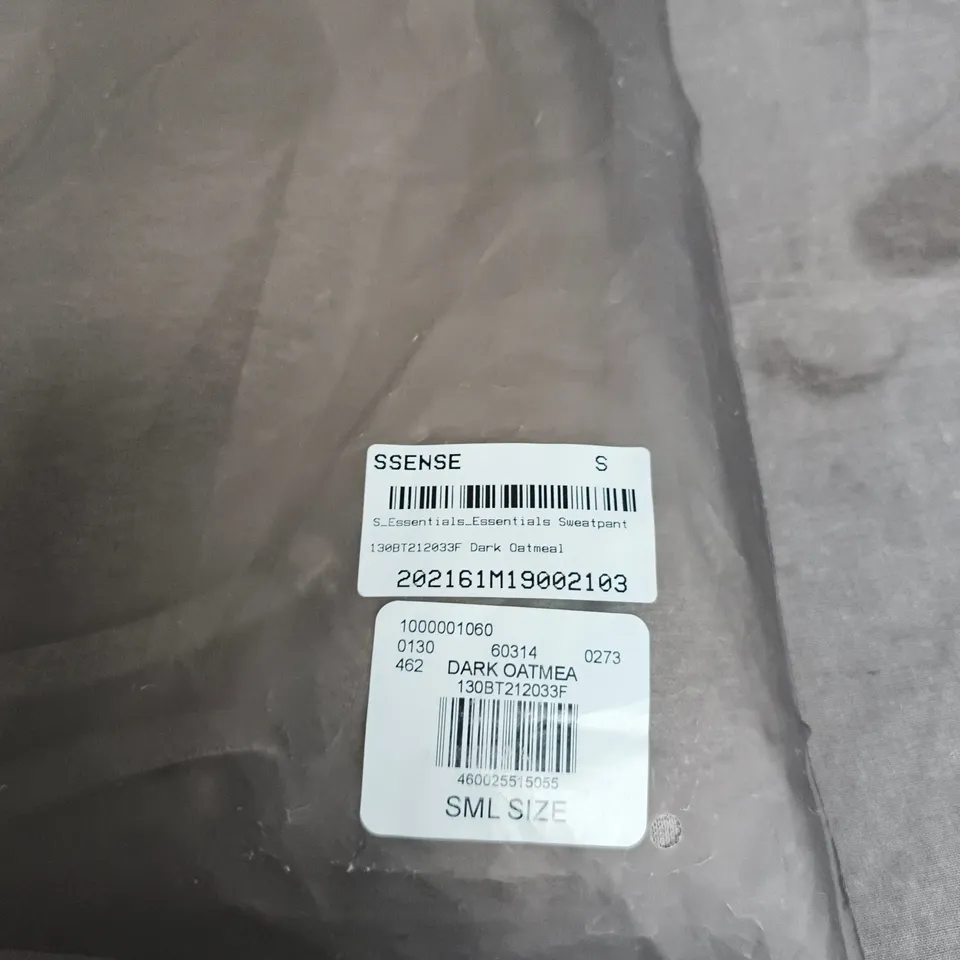 SSENSE S
S_Essentials_Essentials Sweatpant
130BT212033F Dark Oatmeal
202161M19002103
1000001060
0130 60314 0273
462 DARK OATMEA
130BT212033F
460025515055
SML SIZE